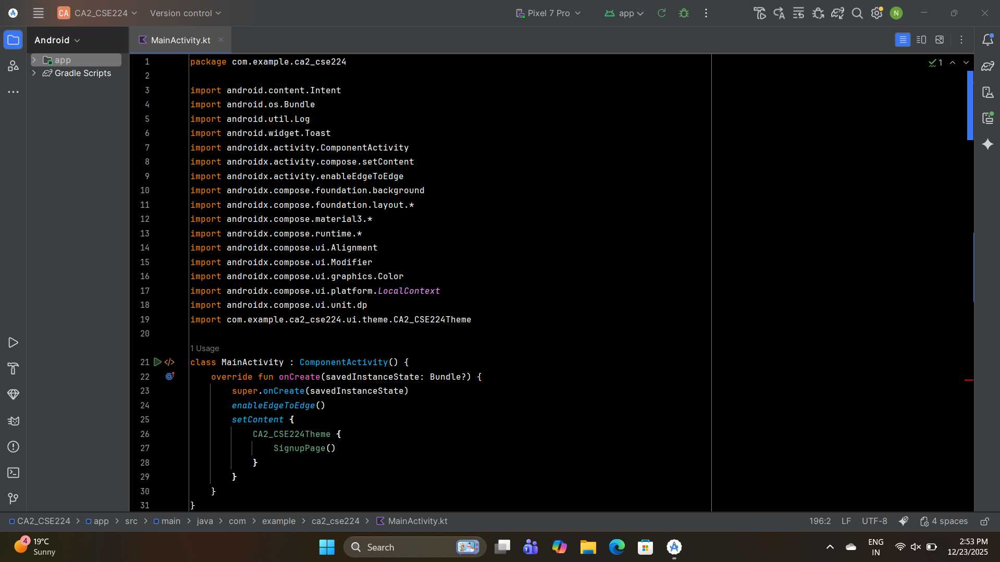 CA CA2_CSE224 Version control Pixel 7 Pro app N
Android MainActivity.kt
app
Gradle Scripts
1
1 package com.example.ca2_cse224
2
3 import android.content.Intent
4 import android.os.Bundle
5 import android.util.Log
6 import android.widget.Toast
7 import androidx.activity.ComponentActivity
8 import androidx.activity.compose.setContent
9 import androidx.activity.enableEdgeToEdge
10 import androidx.compose.foundation.background
11 import androidx.compose.foundation.layout.*
12 import androidx.compose.material3.*
13 import androidx.compose.runtime.*
14 import androidx.compose.ui.Alignment
15 import androidx.compose.ui.Modifier
16 import androidx.compose.ui.graphics.Color
17 import androidx.compose.ui.platform.LocalContext
18 import androidx.compose.ui.unit.dp
19 import com.example.ca2_cse224.ui.theme.CA2_CSE224Theme
20
1 Usage
21 class MainActivity : ComponentActivity() {
22 override fun onCreate(savedInstanceState: Bundle?) {
23 super.onCreate(savedInstanceState)
24 enableEdgeToEdge()
25 setContent {
26 CA2_CSE224Theme {
27 SignupPage()
28 }
29 }
30 }
31 }
CA2_CSE224 > app > src > main > java > com > example > ca2_cse224 > MainActivity.kt 196:2 LF UTF-8 4 spaces
4 19°C
Sunny
Search
ENG
IN
2:53 PM
12/23/2025